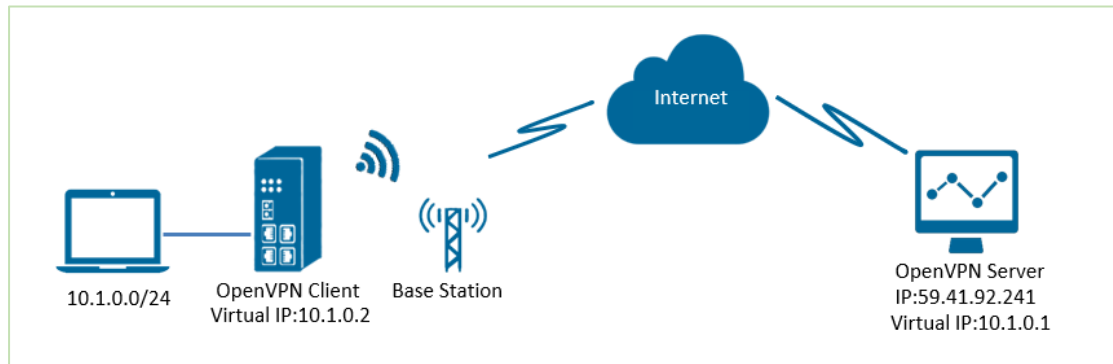 Internet
10.1.0.0/24
OpenVPN Client
Virtual IP:10.1.0.2
Base Station
OpenVPN Server
IP:59.41.92.241
Virtual IP:10.1.0.1